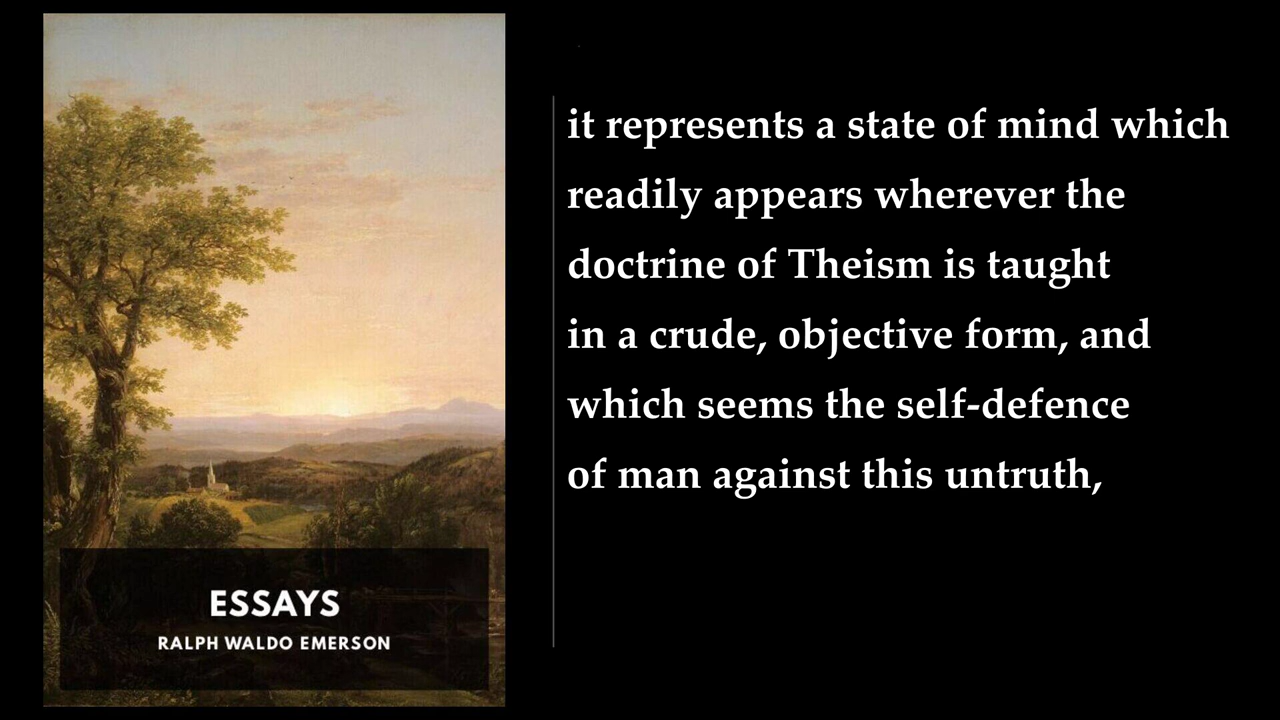 it represents a state of mind which
readily appears wherever the
doctrine of Theism is taught
in a crude, objective form, and
which seems the self-defence
of man against this untruth,
ESSAYS
RALPH WALDO EMERSON